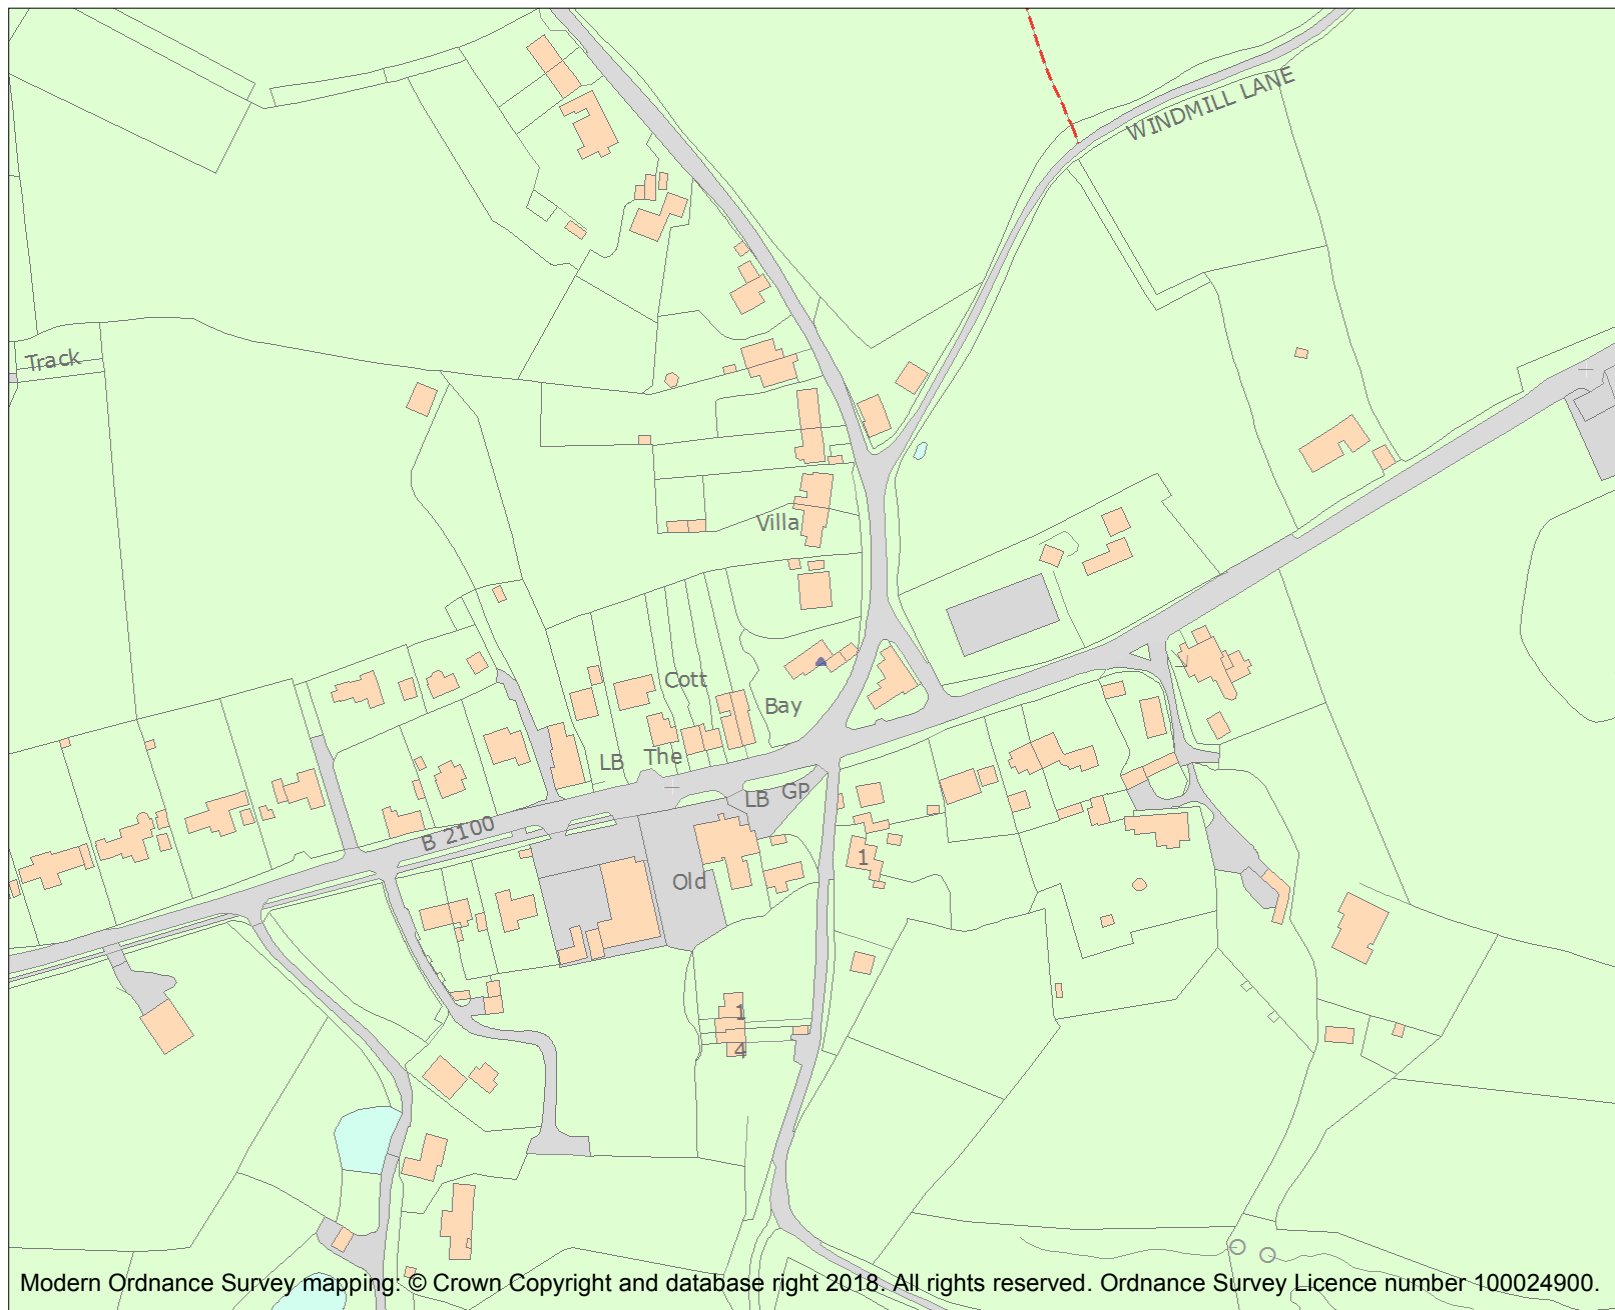 WINDMILL LANE
Track
Villa
Cott
Bay
The
LB
LB
GP
B 2100
1
Old
1
4
Modern Ordnance Survey mapping: © Crown Copyright and database right 2018. All rights reserved. Ordnance Survey Licence number 100024900.